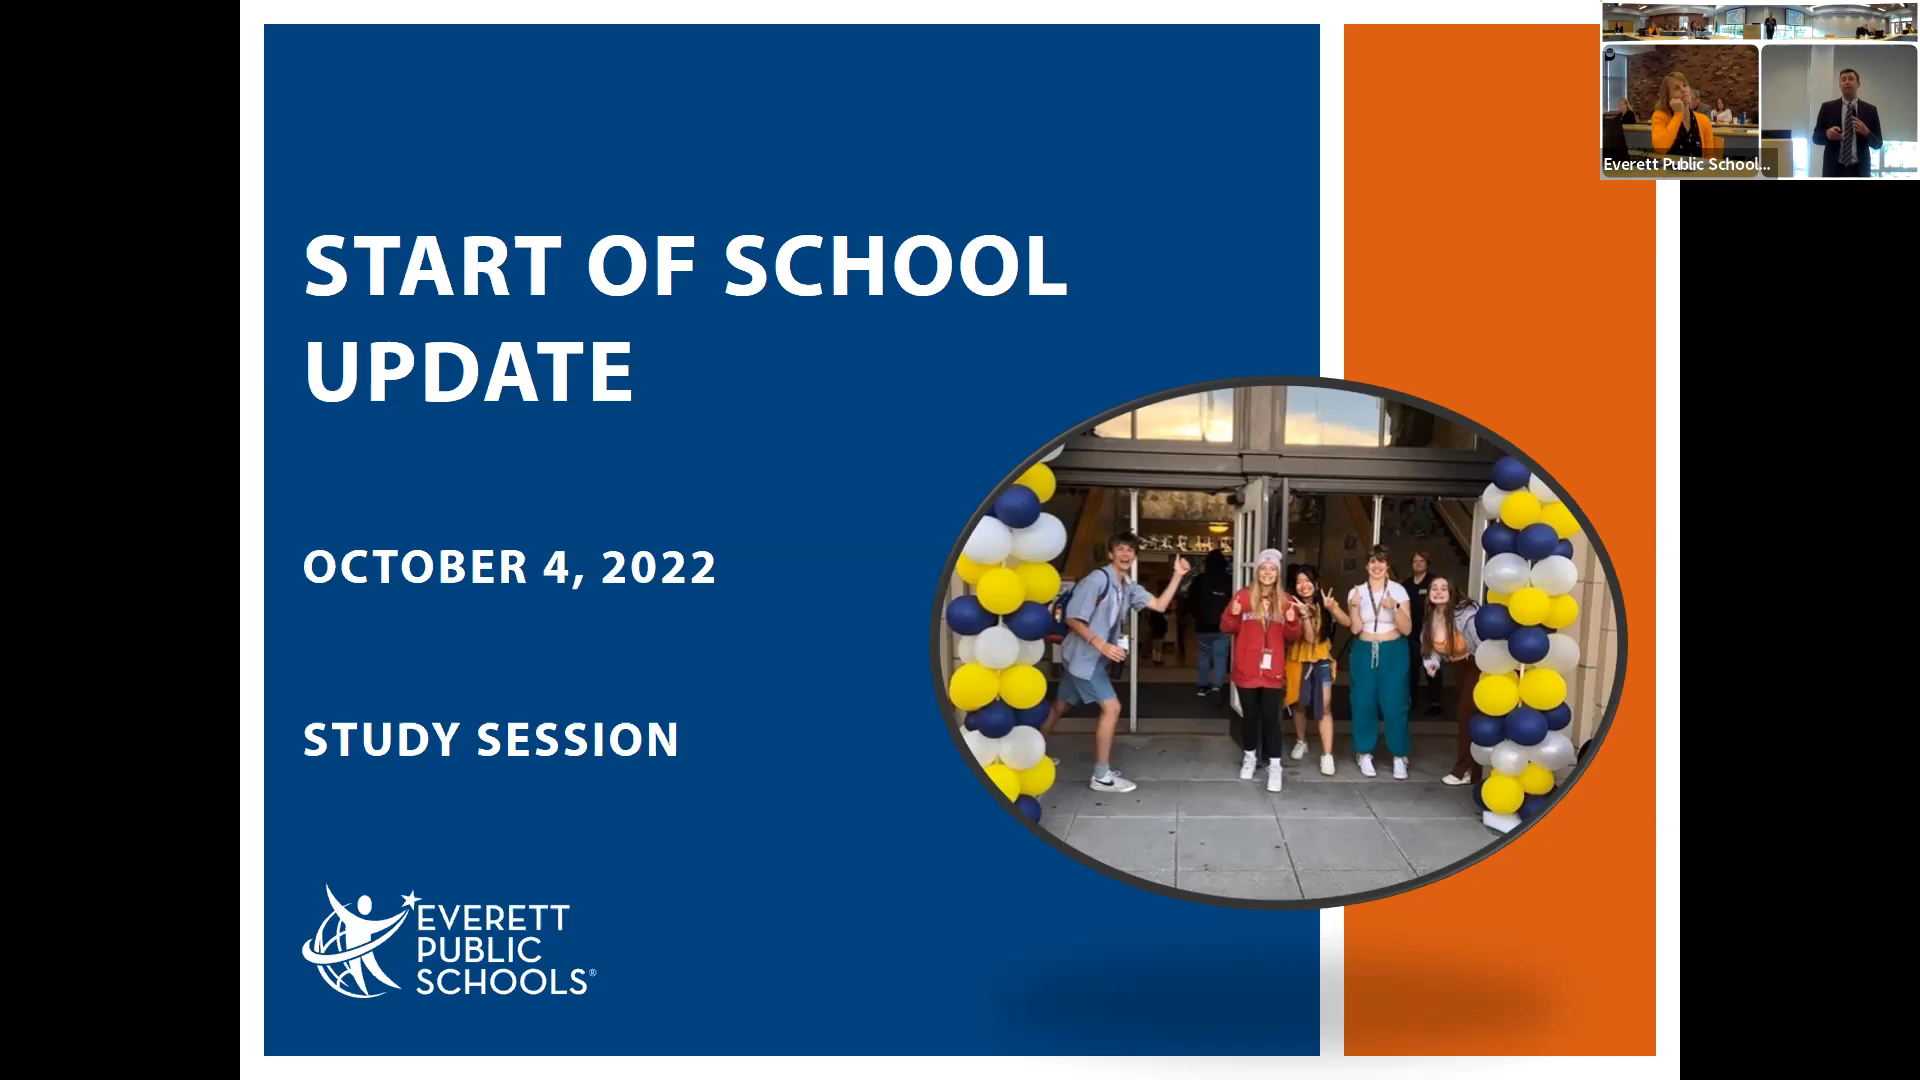 START OF SCHOOL
UPDATE
OCTOBER 4, 2022
STUDY SESSION
EVERETT
PUBLIC
SCHOOLS®
Everett Public School...